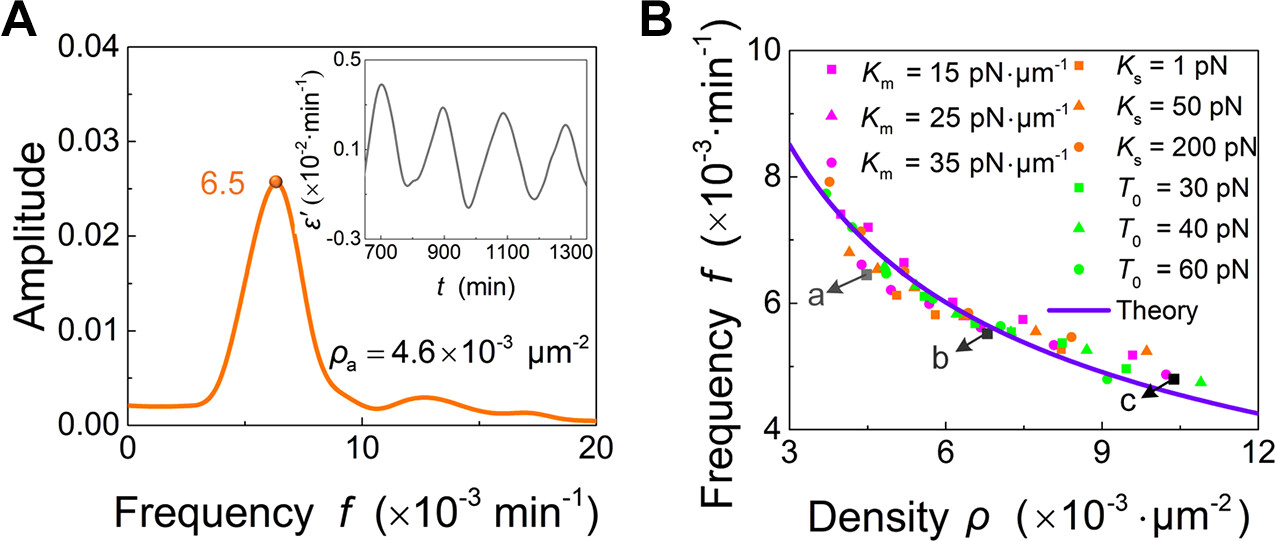 A
0.04
0.03
0.02
0.01
0.00
Amplitude
0
10
20
Frequency f (×10-3 min-1)
6.5
ρa = 4.6×10-3 μm-2
0.5
0.1
-0.3
ε′ (×10-2·min-1)
700
900
1100
1300
t (min)
B
10
8
6
4
Frequency f (×10-3·min-1)
3
6
9
12
Density ρ (×10-3·μm-2)
Km = 15 pN·μm-1
Km = 25 pN·μm-1
Km = 35 pN·μm-1
Ks = 1 pN
Ks = 50 pN
Ks = 200 pN
T0 = 30 pN
T0 = 40 pN
T0 = 60 pN
Theory
a
b
c